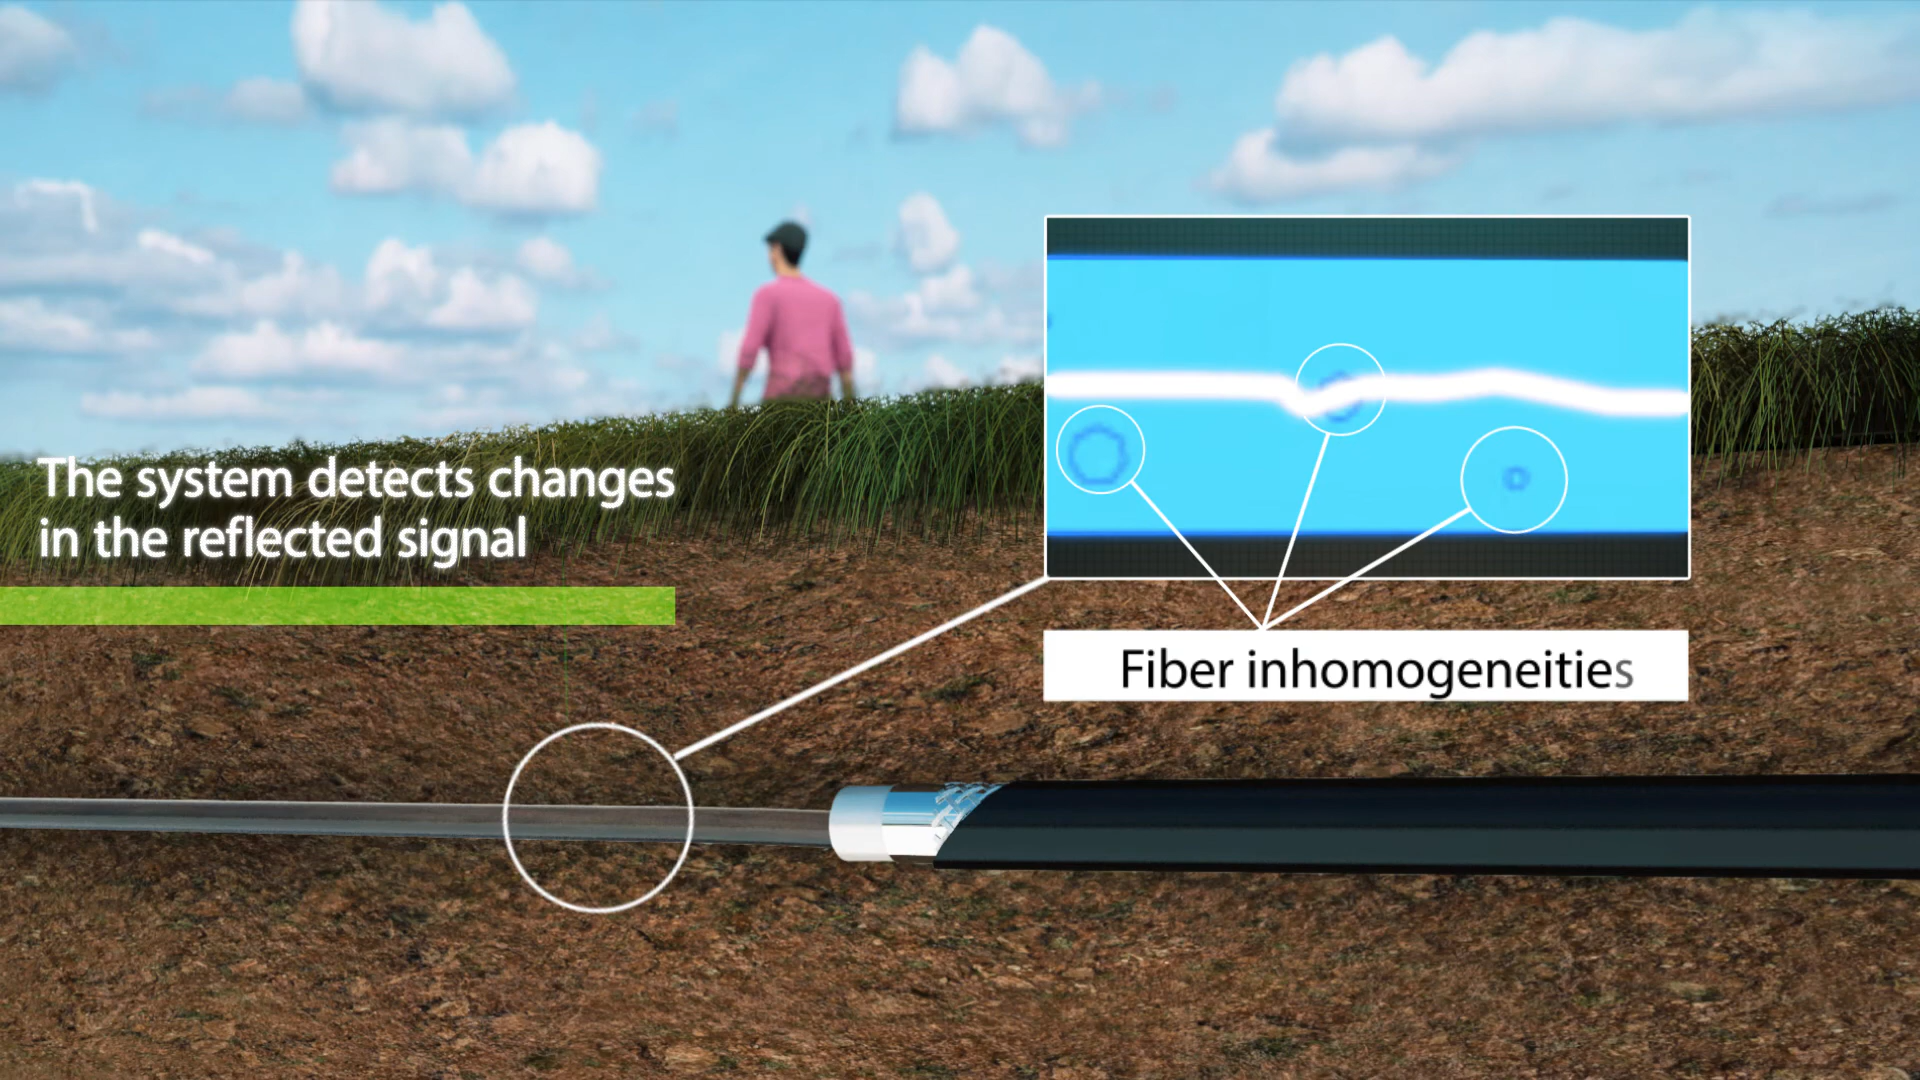 The system detects changes
in the reflected signal
Fiber inhomogeneities